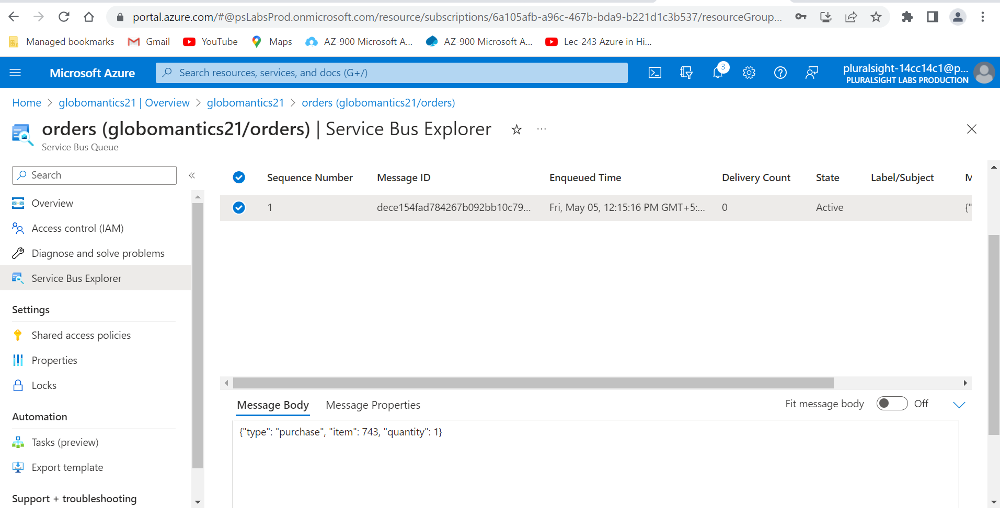 portal.azure.com/#@psLabsProd.onmicrosoft.com/resource/subscriptions/6a105afb-a96c-467b-bda9-b221d1c3b537/resourceGroup...
Managed bookmarks Gmail YouTube Maps AZ-900 Microsoft A... AZ-900 Microsoft A... Lec-243 Azure in Hi...
Microsoft Azure Search resources, services, and docs (G+/) 3 pluralsight-14cc14c1@p...
PLURALSIGHT LABS PRODUCTION
Home > globomantics21 | Overview > globomantics21 > orders (globomantics21/orders)
orders (globomantics21/orders) | Service Bus Explorer ...
Service Bus Queue
Search «
Overview
Access control (IAM)
Diagnose and solve problems
Service Bus Explorer
Settings
Shared access policies
Properties
Locks
Automation
Tasks (preview)
Export template
Support + troubleshooting
Sequence Number Message ID Enqueued Time Delivery Count State Label/Subject M
1 dece154fad784267b092bb10c79... Fri, May 05, 12:15:16 PM GMT+5:... 0 Active {"
Message Body Message Properties Fit message body Off
{"type": "purchase", "item": 743, "quantity": 1}